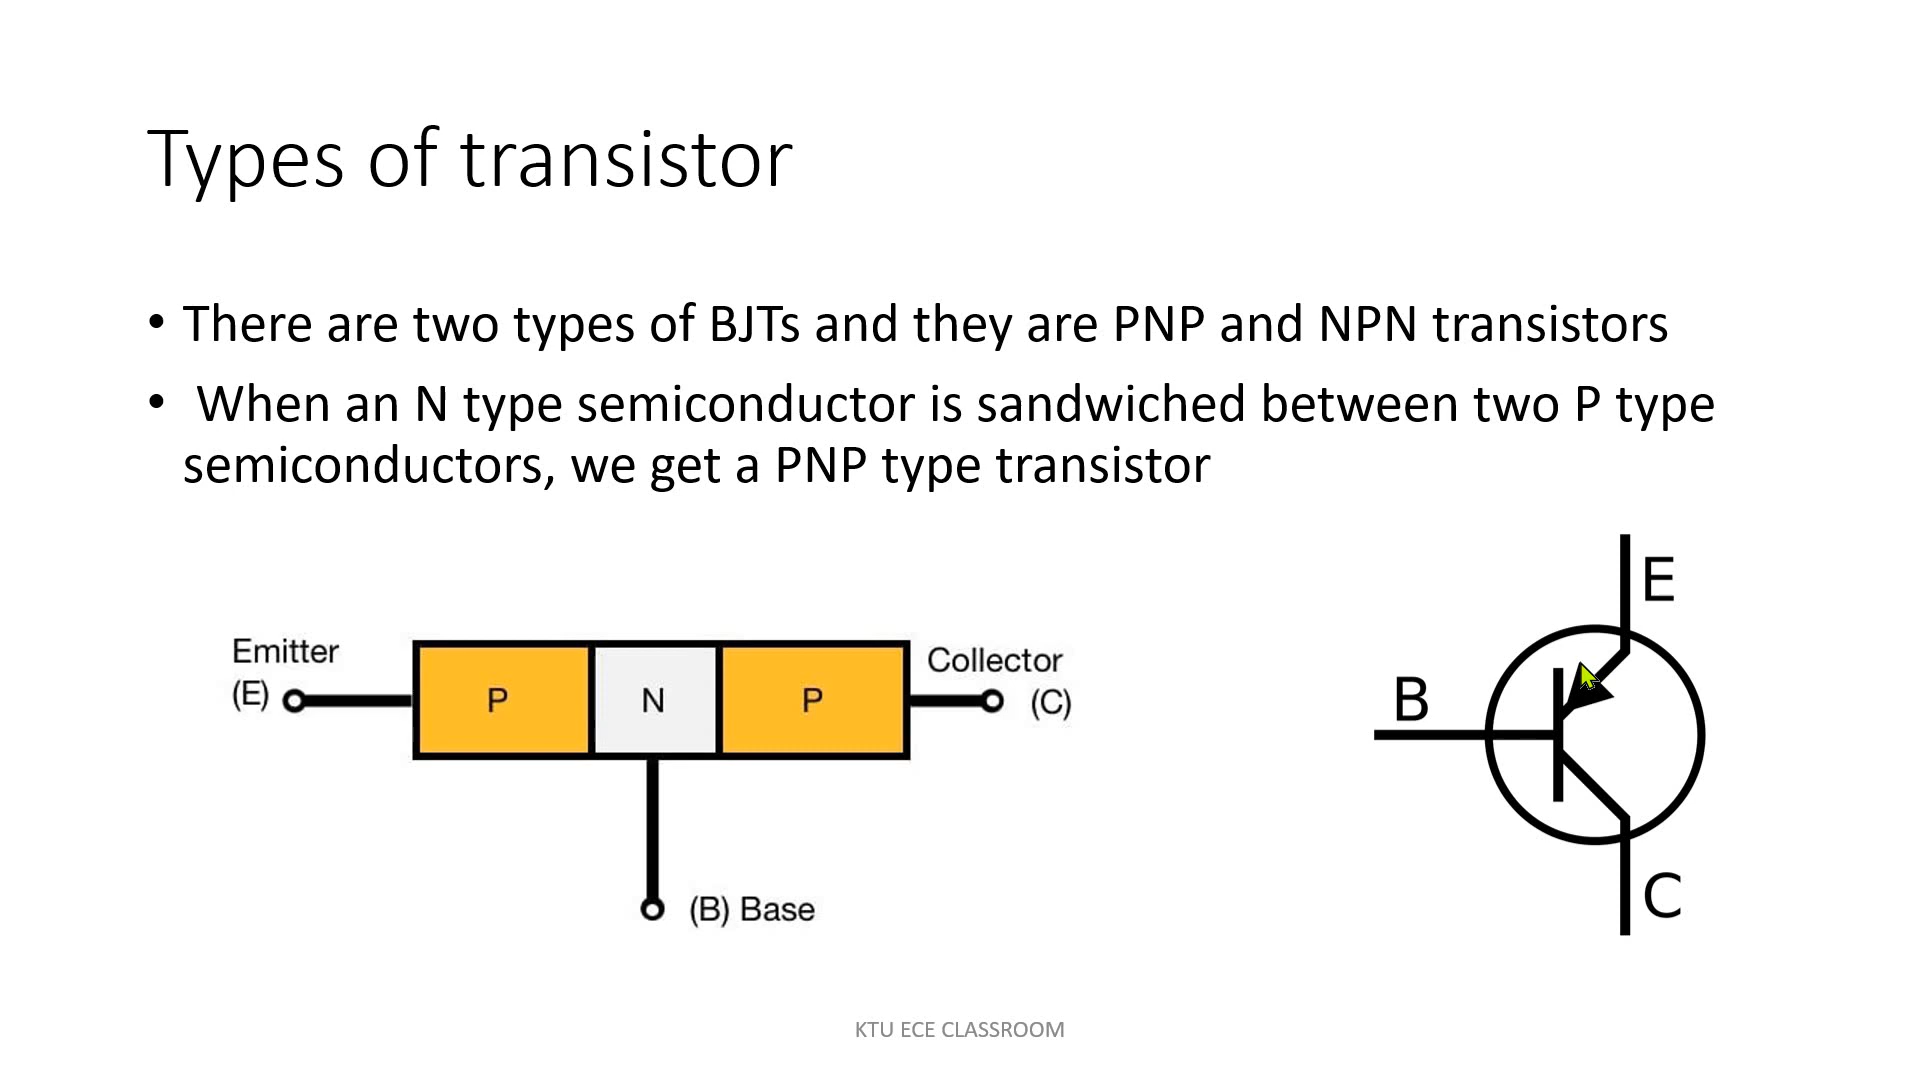 Types of transistor
• There are two types of BJTs and they are PNP and NPN transistors
• When an N type semiconductor is sandwiched between two P type
semiconductors, we get a PNP type transistor
Emitter
(E)
P
N
P
Collector
(C)
(B) Base
E
B
C
KTU ECE CLASSROOM